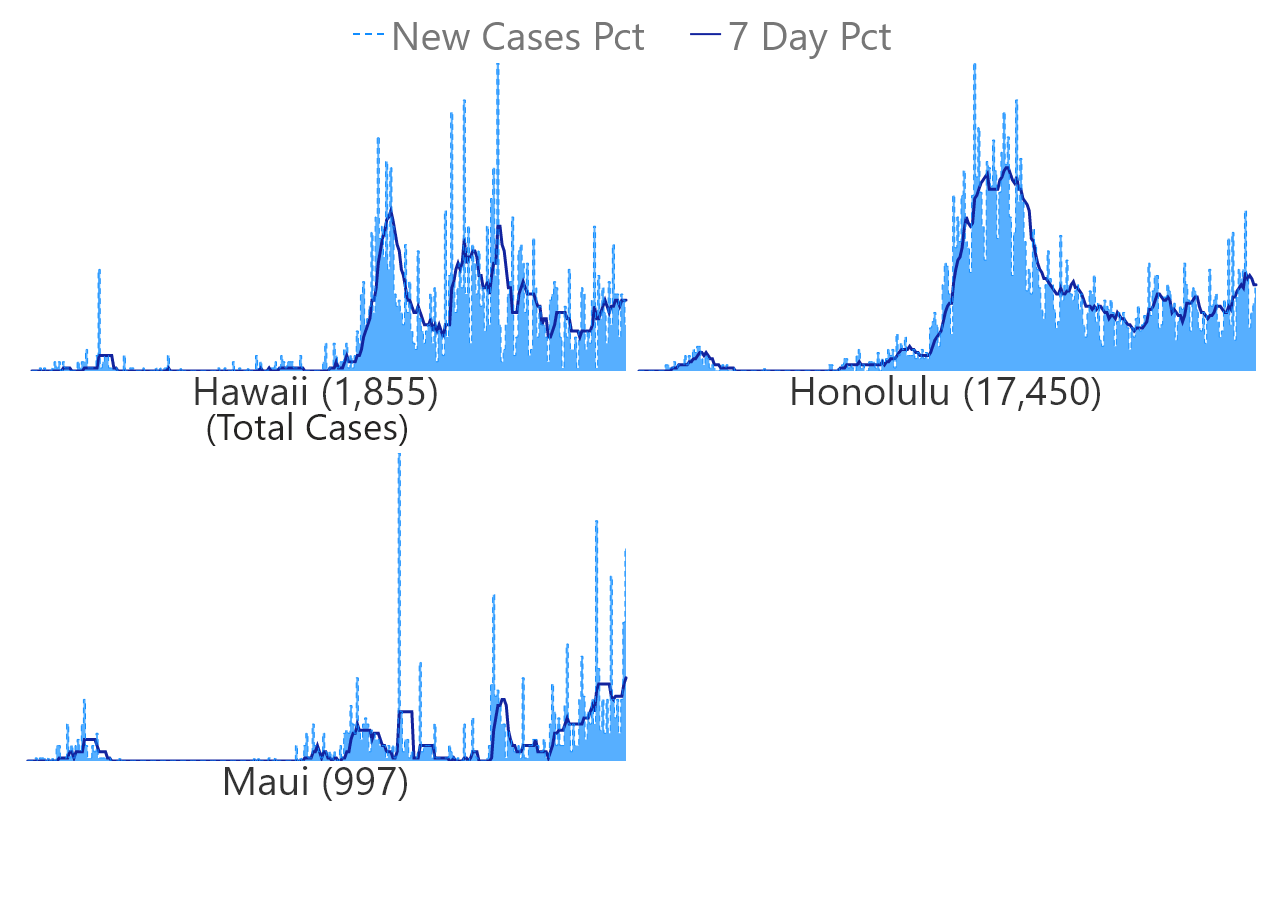 New Cases Pct 7 Day Pct
Hawaii (1,855)
(Total Cases)
Honolulu (17,450)
Maui (997)